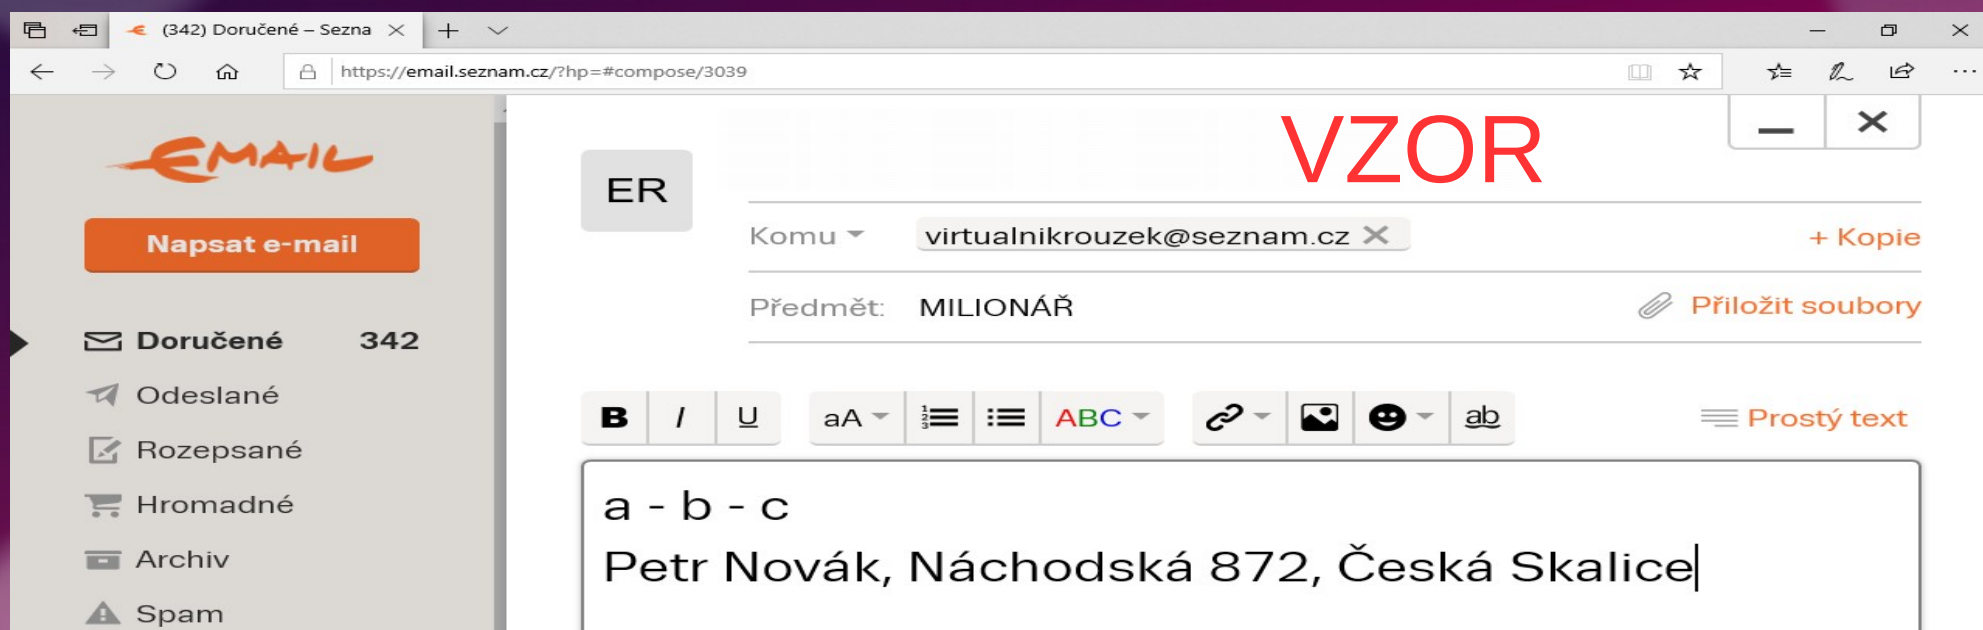 (342) Doručené – Sezna
https://email.seznam.cz/?hp=#compose/3039
EMAIL
Napsat e-mail
Doručené 342
Odeslané
Rozepsané
Hromadné
Archiv
Spam
VZOR
ER
Komu virtualnikrouzek@seznam.cz + Kopie
Předmět: MILIONÁŘ Přiložit soubory
B I U aA ABC ab Prostý text
a - b - c
Petr Novák, Náchodská 872, Česká Skalice